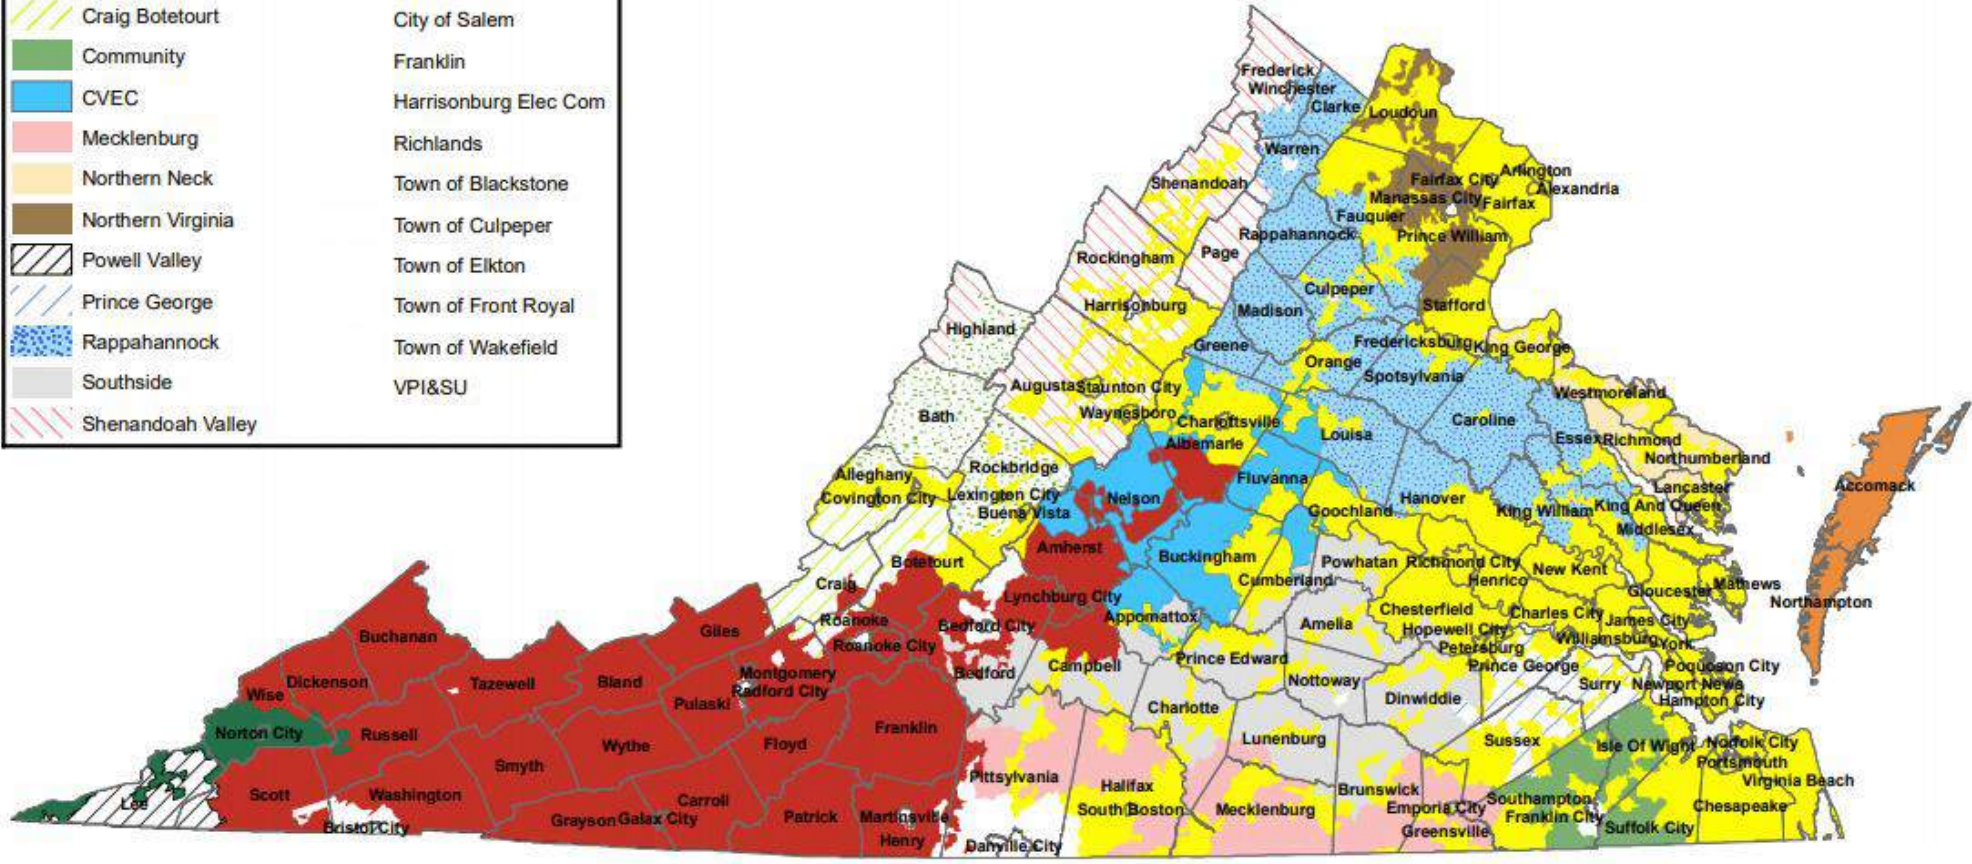 Craig Botetourt
Community
CVEC
Mecklenburg
Northern Neck
Northern Virginia
Powell Valley
Prince George
Rappahannock
Southside
Shenandoah Valley
City of Salem
Franklin
Harrisonburg Elec Com
Richlands
Town of Blackstone
Town of Culpeper
Town of Elkton
Town of Front Royal
Town of Wakefield
VPI&SU
Frederick
Winchester
Clarke
Loudoun
Warren
Shenandoah
Fairfax City
Arlington
Alexandria
Manassas City
Fairfax
Fauquier
Rappahannock
Prince William
Page
Rockingham
Culpeper
Madison
Stafford
Harrisonburg
Highland
Greene
Fredericksburg
King George
Orange
Spotsylvania
Augusta
Staunton City
Westmoreland
Bath
Waynesboro
Charlottsville
Caroline
Louisa
Albemarle
Essex
Richmond
Northumberland
Alleghany
Rockbridge
Fluvanna
Covington City
Lexington City
Nelson
Hanover
Lancaster
Accomack
Buena Vista
Goochland
King William
King And Queen
Middlesex
Amherst
Buckingham
Botetourt
Powhatan
Richmond City
Henrico
New Kent
Craig
Cumberland
Gloucester
Mathews
Northampton
Lynchburg City
Appomattox
Chesterfield
Charles City
James City
Roanoke
Bedford City
Amelia
Hopewell City
Williamsburg
York
Buchanan
Giles
Roanoke City
Petersburg
Prince Edward
Prince George
Poquoson City
Montgomery
Bedford
Campbell
Dickenson
Tazewell
Bland
Radford City
Nottoway
Surry
Newport News
Wise
Pulaski
Dinwiddie
Hampton City
Charlotte
Norton City
Russell
Wythe
Floyd
Franklin
Lunenburg
Sussex
Isle Of Wight
Norfolk City
Portsmouth
Smyth
Pittsylvania
Halifax
Virginia Beach
Scott
Washington
Carroll
Brunswick
Lee
Southampton
Emporia City
Chesapeake
Grayson
Galax City
Patrick
Martinsville
South Boston
Mecklenburg
Franklin City
Bristol City
Henry
Danville City
Greensville
Suffolk City